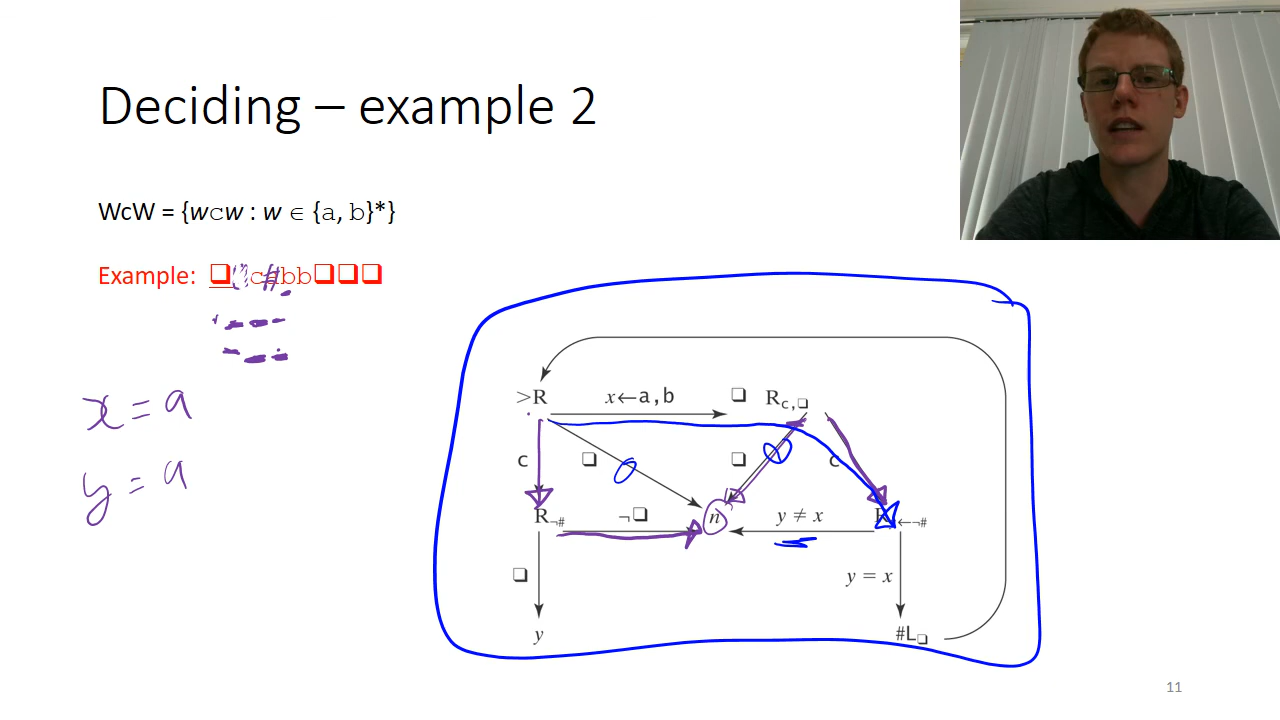 Deciding – example 2
WcW = {wcw : w ∈ {a, b}*}
Example: ❑ c bb❑❑❑
#
x = a
y = a
>R x←a,b ❑ R c,❑
c ❑ ❑ c
R¬# ¬❑ n y ≠ x ←¬#
❑ y = x
y #L❑
11